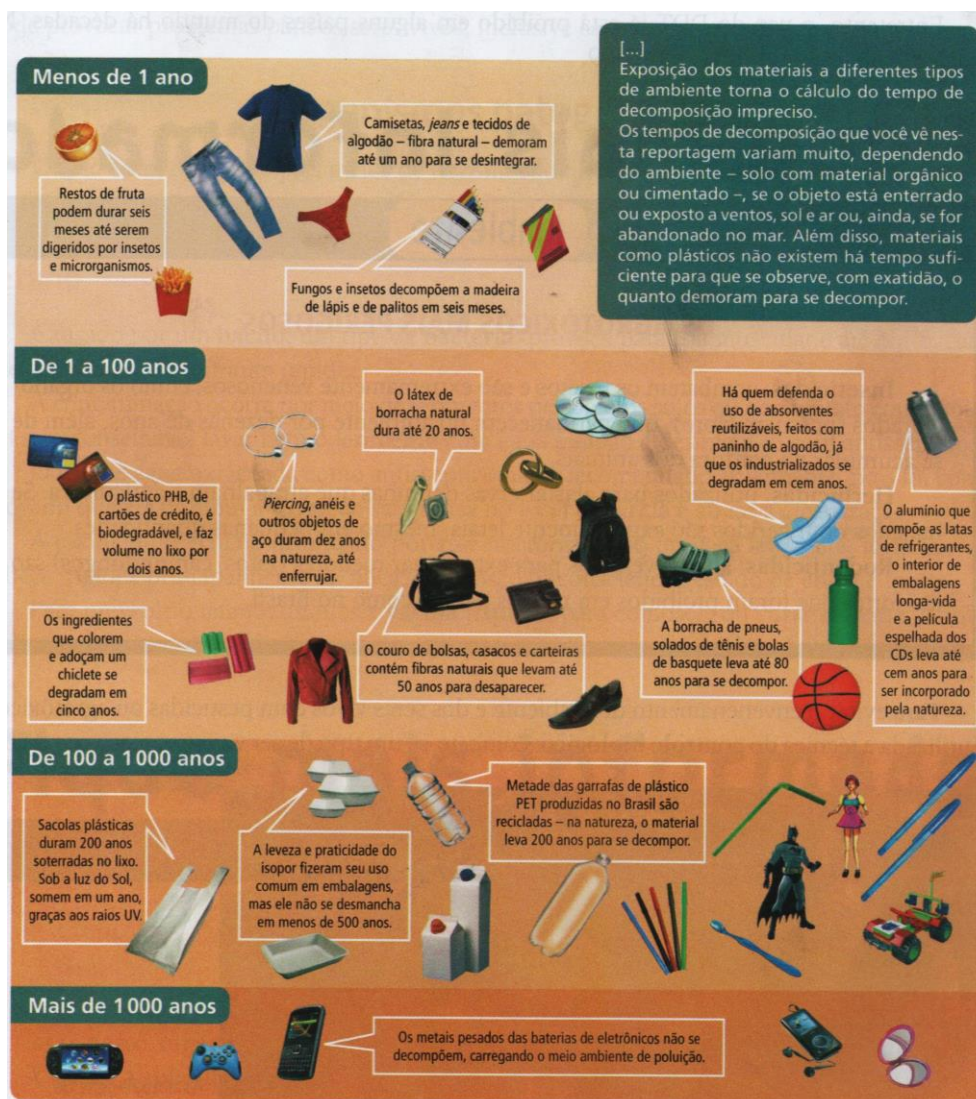 [...]
Exposição dos materiais a diferentes tipos
de ambiente torna o cálculo do tempo de
decomposição impreciso.
Os tempos de decomposição que você vê nes-
ta reportagem variam muito, dependendo
do ambiente – solo com material orgânico
ou cimentado –, se o objeto está enterrado
ou exposto a ventos, sol e ar ou, ainda, se for
abandonado no mar. Além disso, materiais
como plásticos não existem há tempo sufi-
ciente para que se observe, com exatidão, o
quanto demoram para se decompor.
Menos de 1 ano
Restos de fruta
podem durar seis
meses até serem
digeridos por insetos
e microrganismos.
Camisetas, jeans e tecidos de
algodão – fibra natural – demoram
até um ano para se desintegrar.
Fungos e insetos decompõem a madeira
de lápis e de palitos em seis meses.
De 1 a 100 anos
O plástico PHB, de
cartões de crédito, é
biodegradável, e faz
volume no lixo por
dois anos.
Piercing, anéis e
outros objetos de
aço duram dez anos
na natureza, até
enferrujar.
O látex de
borracha natural
dura até 20 anos.
Há quem defenda o
uso de absorventes
reutilizáveis, feitos com
paninho de algodão, já
que os industrializados se
degradam em cem anos.
O alumínio que
compõe as latas
de refrigerantes,
o interior de
embalagens
longa-vida
e a película
espelhada dos
CDs leva até
cem anos para
ser incorporado
pela natureza.
Os ingredientes
que colorem
e adoçam um
chiclete se
degradam em
cinco anos.
O couro de bolsas, casacos e carteiras
contém fibras naturais que levam até
50 anos para desaparecer.
A borracha de pneus,
solados de tênis e bolas
de basquete leva até 80
anos para se decompor.
De 100 a 1000 anos
Sacolas plásticas
duram 200 anos
soterradas no lixo.
Sob a luz do Sol,
somem em um ano,
graças aos raios UV.
A leveza e praticidade do
isopor fizeram seu uso
comum em embalagens,
mas ele não se desmancha
em menos de 500 anos.
Metade das garrafas de plástico
PET produzidas no Brasil são
recicladas – na natureza, o material
leva 200 anos para se decompor.
Mais de 1000 anos
Os metais pesados das baterias de eletrônicos não se
decompõem, carregando o meio ambiente de poluição.